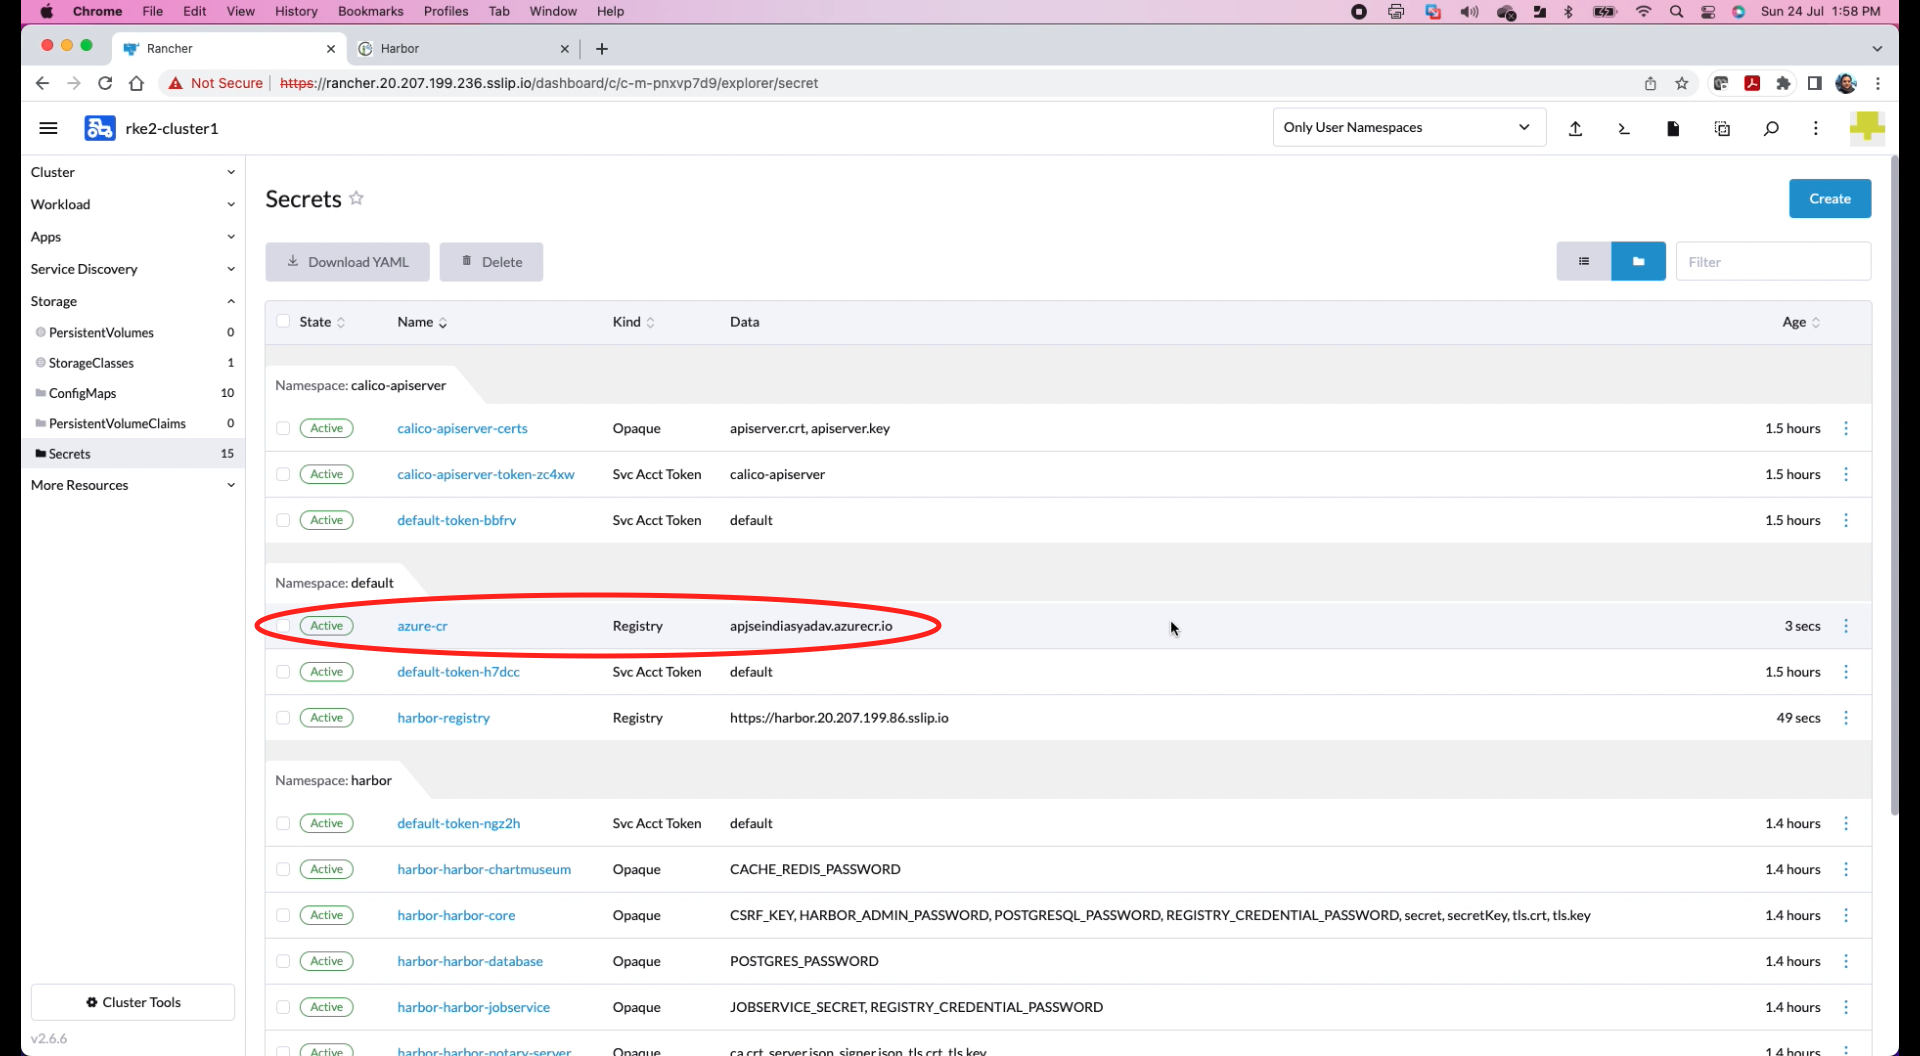 Chrome File Edit View History Bookmarks Profiles Tab Window Help Sun 24 Jul 1:58 PM
Rancher Harbor
Not Secure https://rancher.20.207.199.236.sslip.io/dashboard/c/c-m-pnxvp7d9/explorer/secret
rke2-cluster1 Only User Namespaces
Cluster
Workload
Apps
Service Discovery
Storage
PersistentVolumes 0
StorageClasses 1
ConfigMaps 10
PersistentVolumeClaims 0
Secrets 15
More Resources
Cluster Tools
v2.6.6
Secrets Create
Download YAML Delete Filter
State Name Kind Data Age
Namespace: calico-apiserver
Active calico-apiserver-certs Opaque apiserver.crt, apiserver.key 1.5 hours
Active calico-apiserver-token-zc4xw Svc Acct Token calico-apiserver 1.5 hours
Active default-token-bbfrv Svc Acct Token default 1.5 hours
Namespace: default
Active azure-cr Registry apjseindiasyadav.azurecr.io 3 secs
Active default-token-h7dcc Svc Acct Token default 1.5 hours
Active harbor-registry Registry https://harbor.20.207.199.86.sslip.io 49 secs
Namespace: harbor
Active default-token-ngz2h Svc Acct Token default 1.4 hours
Active harbor-harbor-chartmuseum Opaque CACHE_REDIS_PASSWORD 1.4 hours
Active harbor-harbor-core Opaque CSRF_KEY, HARBOR_ADMIN_PASSWORD, POSTGRESQL_PASSWORD, REGISTRY_CREDENTIAL_PASSWORD, secret, secretKey, tls.crt, tls.key 1.4 hours
Active harbor-harbor-database Opaque POSTGRES_PASSWORD 1.4 hours
Active harbor-harbor-jobservice Opaque JOBSERVICE_SECRET, REGISTRY_CREDENTIAL_PASSWORD 1.4 hours
Active harbor-harbor-notary-server Opaque ca.crt, server.json, signer.json, tls.crt, tls.key 1.4 hours